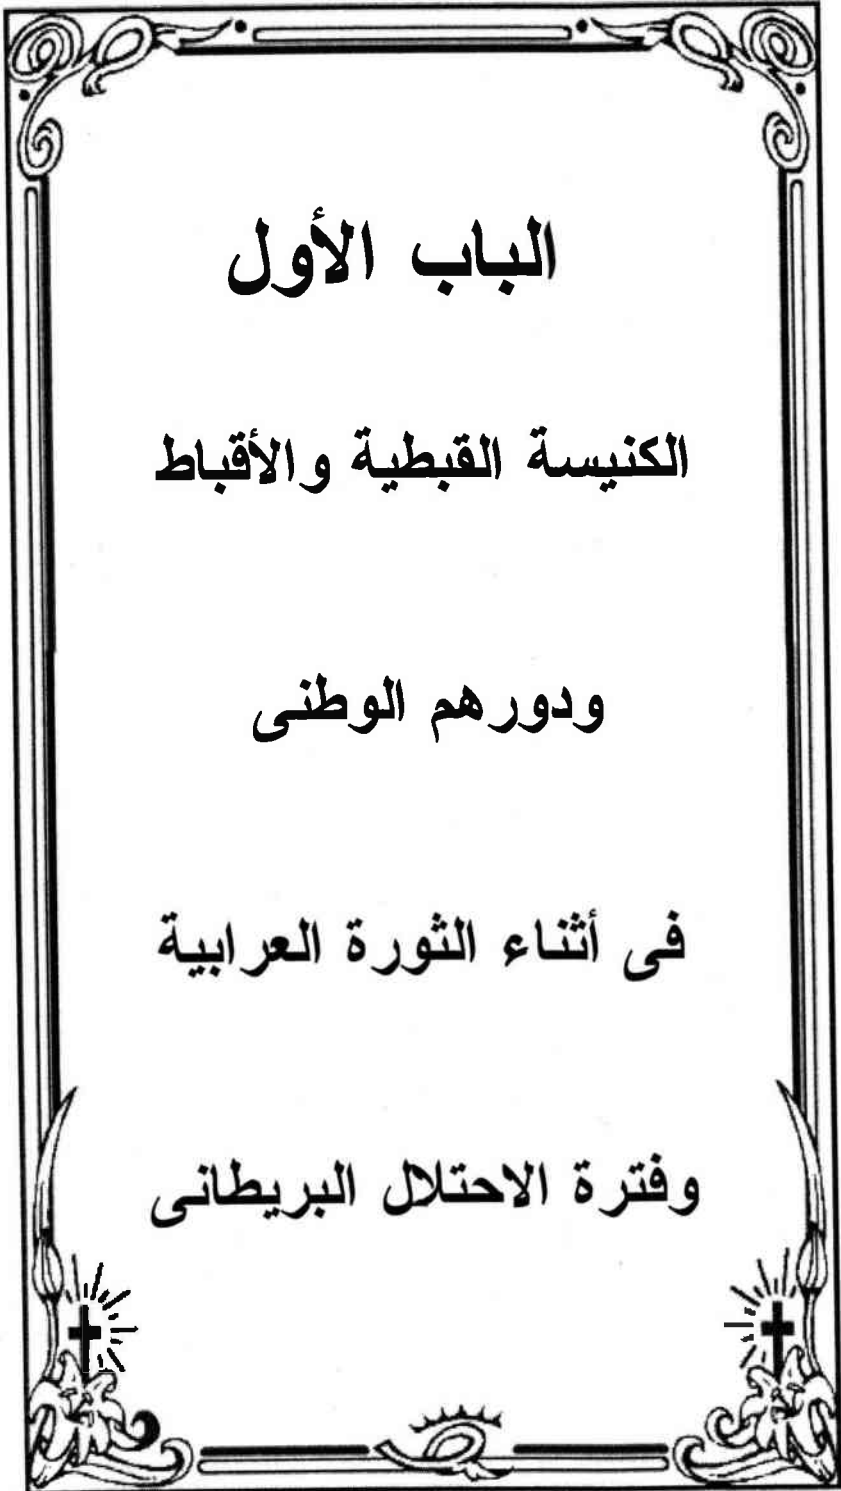 الباب الأول
الكنيسة القبطية والأقباط
ودورهم الوطنى
فى أثناء الثورة العرابية
وفترة الاحتلال البريطانى